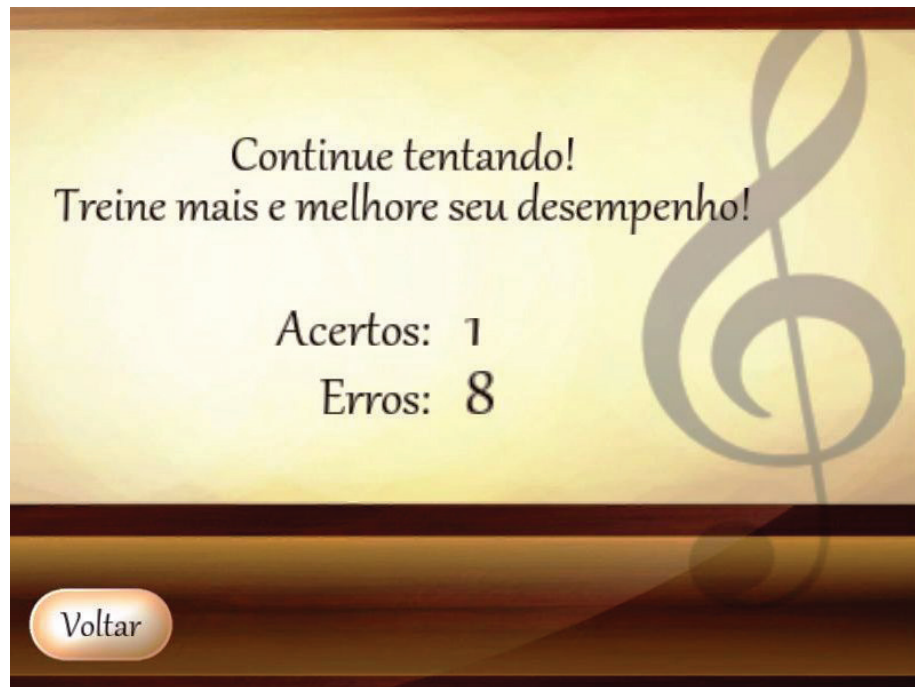 Continue tentando!
Treine mais e melhore seu desempenho!
Acertos: 1
Erros: 8
Voltar